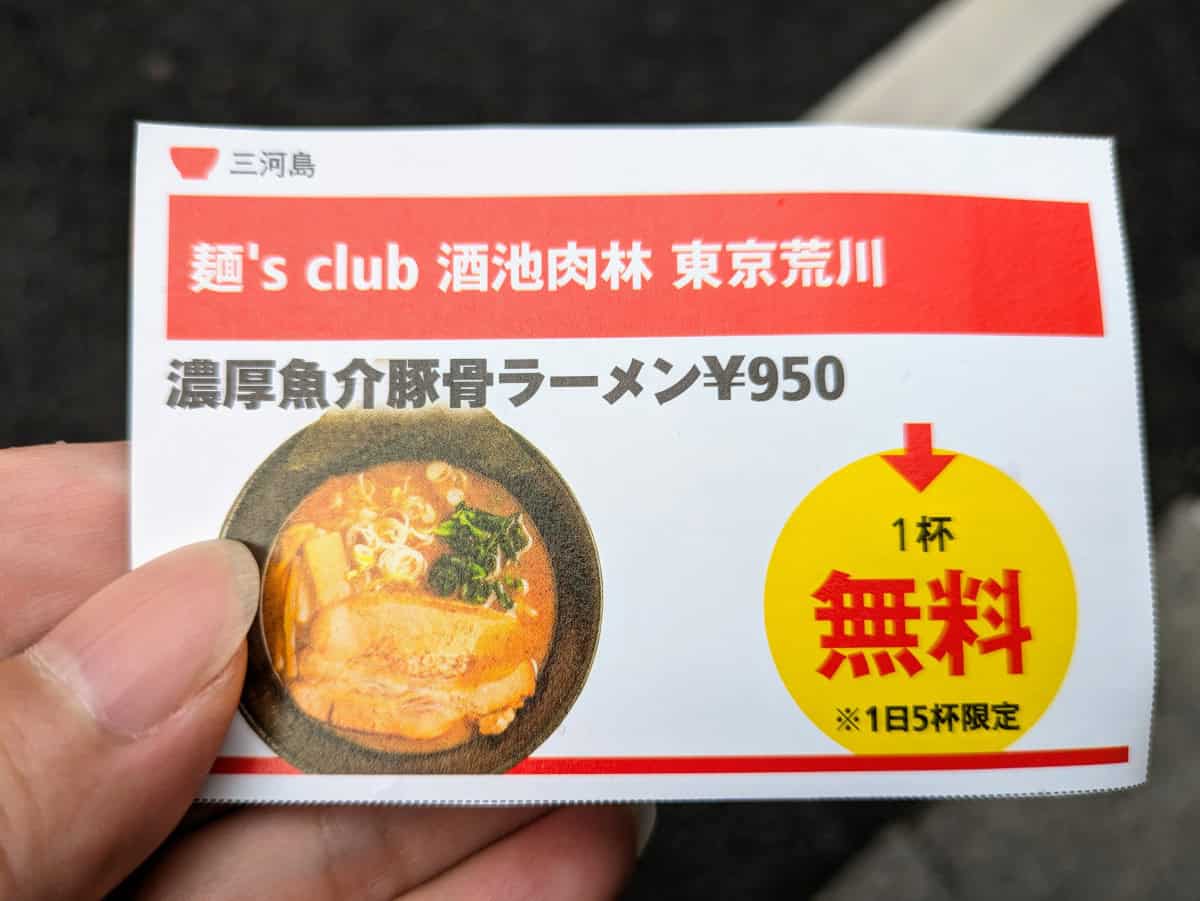 三河島
麺's club 酒池肉林 東京荒川
濃厚魚介豚骨ラーメン¥950
1杯
無料
※1日5杯限定